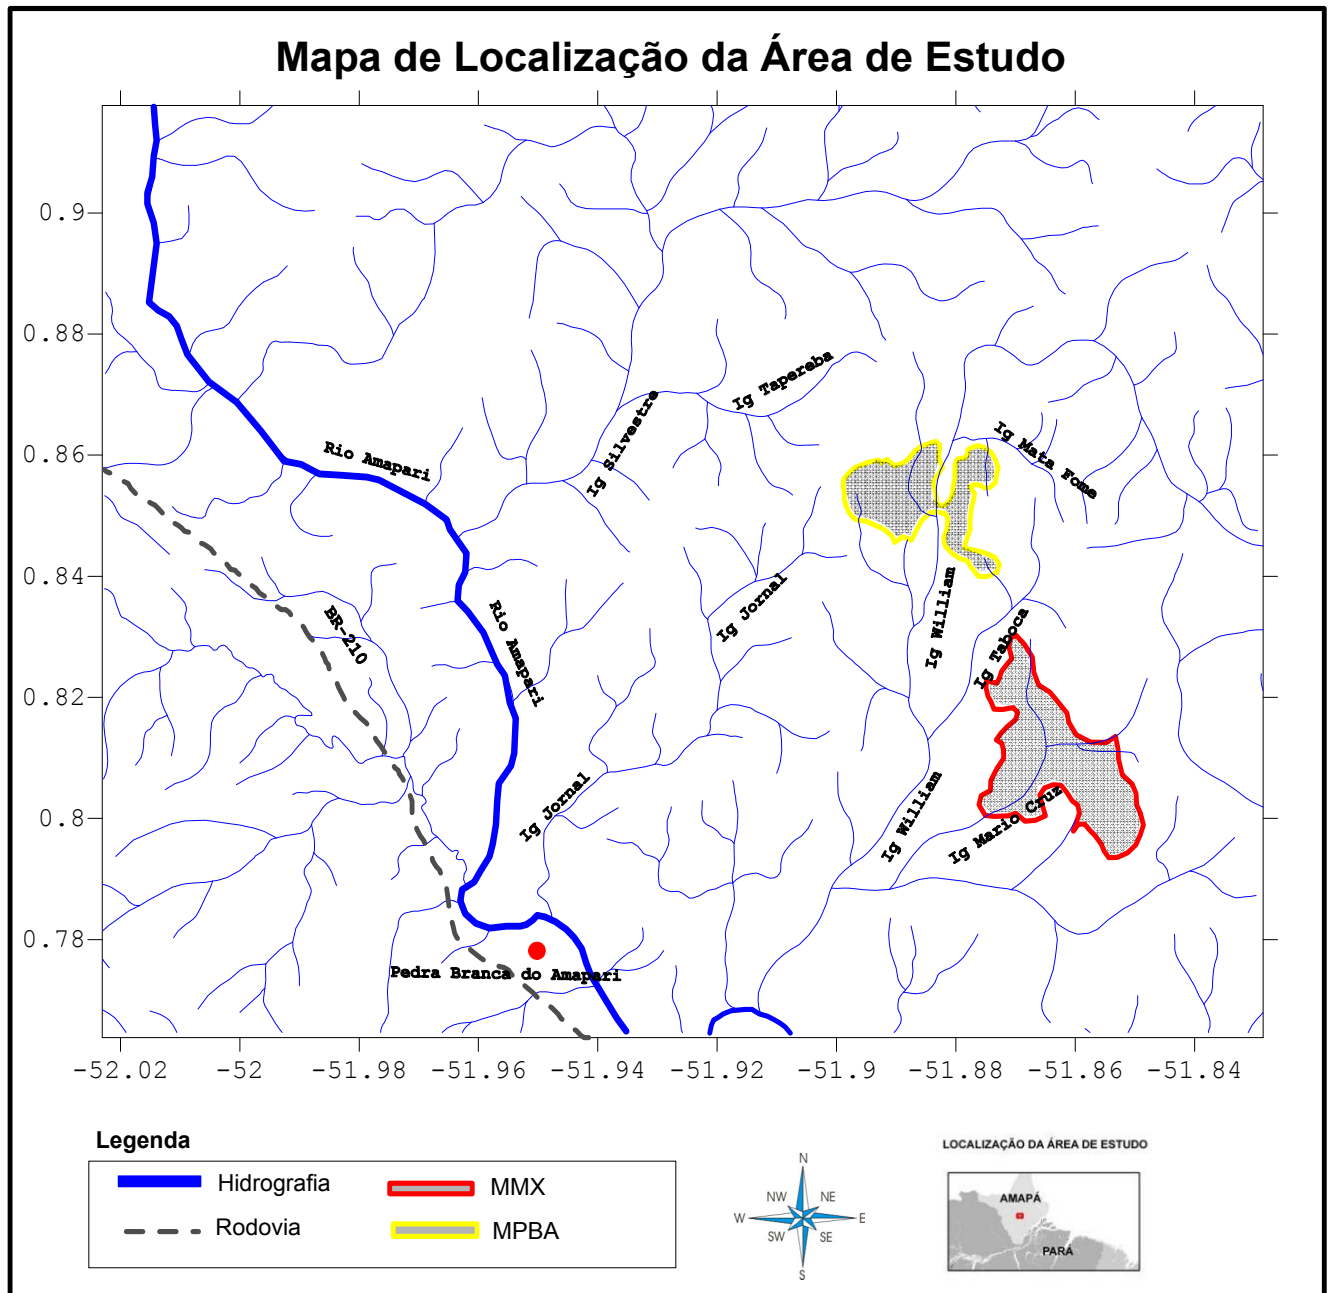 Mapa de Localização da Área de Estudo
0.9
0.88
0.86
0.84
0.82
0.8
0.78
Ig Tapereba
Ig Silvestre
Rio Amapari
Ig Mata Fome
Ig Jornal
Ig William
Rio Amapari
BR-210
Ig Taboca
Ig Jornal
Ig William
Ig Mario Cruz
Pedra Branca do Amapari
-52.02
-52
-51.98
-51.96
-51.94
-51.92
-51.9
-51.88
-51.86
-51.84
Legenda
Hidrografia
MMX
Rodovia
MPBA
N
NW
NE
W
E
SW
SE
S
LOCALIZAÇÃO DA ÁREA DE ESTUDO
AMAPÁ
PARÁ